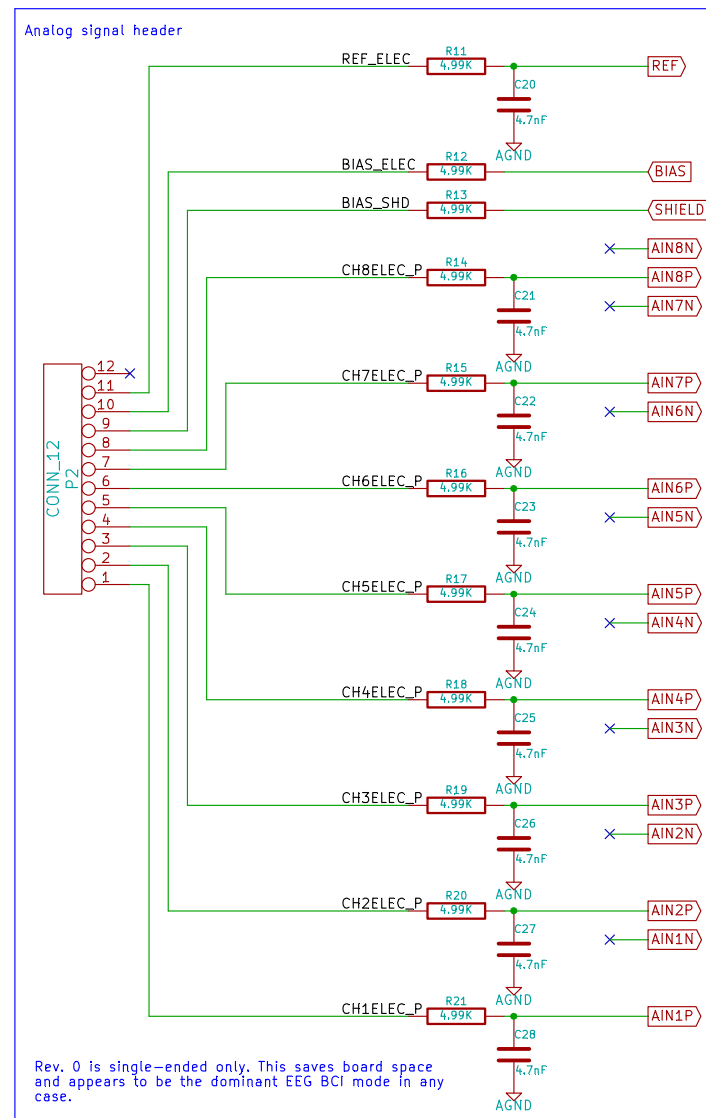 Analog signal header
REF_ELEC
R11
4.99K
REF
C20
4.7nF
AGND
BIAS_ELEC
R12
4.99K
BIAS
BIAS_SHD
R13
4.99K
SHIELD
AIN8N
CH8ELEC_P
R14
4.99K
AIN8P
C21
4.7nF
AGND
AIN7N
CH7ELEC_P
R15
4.99K
AIN7P
C22
4.7nF
AGND
AIN6N
CH6ELEC_P
R16
4.99K
AIN6P
C23
4.7nF
AGND
AIN5N
CH5ELEC_P
R17
4.99K
AIN5P
C24
4.7nF
AGND
AIN4N
CH4ELEC_P
R18
4.99K
AIN4P
C25
4.7nF
AGND
AIN3N
CH3ELEC_P
R19
4.99K
AIN3P
C26
4.7nF
AGND
AIN2N
CH2ELEC_P
R20
4.99K
AIN2P
C27
4.7nF
AGND
AIN1N
CH1ELEC_P
R21
4.99K
AIN1P
C28
4.7nF
AGND
CONN_12
P2
12
11
10
9
8
7
6
5
4
3
2
1
Rev. 0 is single-ended only. This saves board space
and appears to be the dominant EEG BCI mode in any
case.